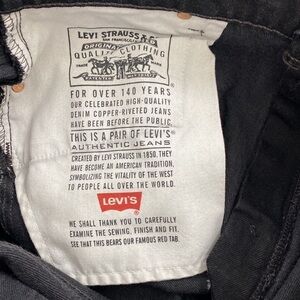 LEVI STRAUSS & CO
SAN FRANCISCO, CAL
ORIGINAL
QUALITY CLOTHING
TRADE MARK
FOR OVER 140 YEARS
OUR CELEBRATED HIGH-QUALITY
DENIM COPPER-RIVETED JEANS
HAVE BEEN BEFORE THE PUBLIC.
THIS IS A PAIR OF LEVI'S®
AUTHENTIC JEANS
CREATED BY LEVI STRAUSS IN 1850, THEY
HAVE BECOME AN AMERICAN TRADITION,
SYMBOLIZING THE VITALITY OF THE WEST
TO PEOPLE ALL OVER THE WORLD.
Levi's®
WE SHALL THANK YOU TO CAREFULLY
EXAMINE THE SEWING, FINISH AND FIT.
SEE THAT THIS BEARS OUR FAMOUS RED TAB.